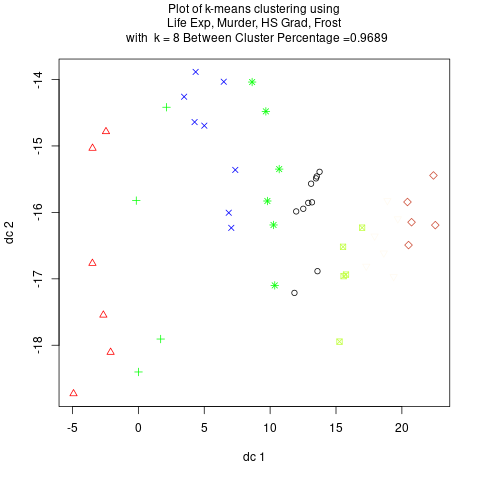 Plot of k-means clustering using
Life Exp, Murder, HS Grad, Frost
with k = 8 Between Cluster Percentage =0.9689
-14
-15
-16
-17
-18
dc 2
-5 0 5 10 15 20
dc 1